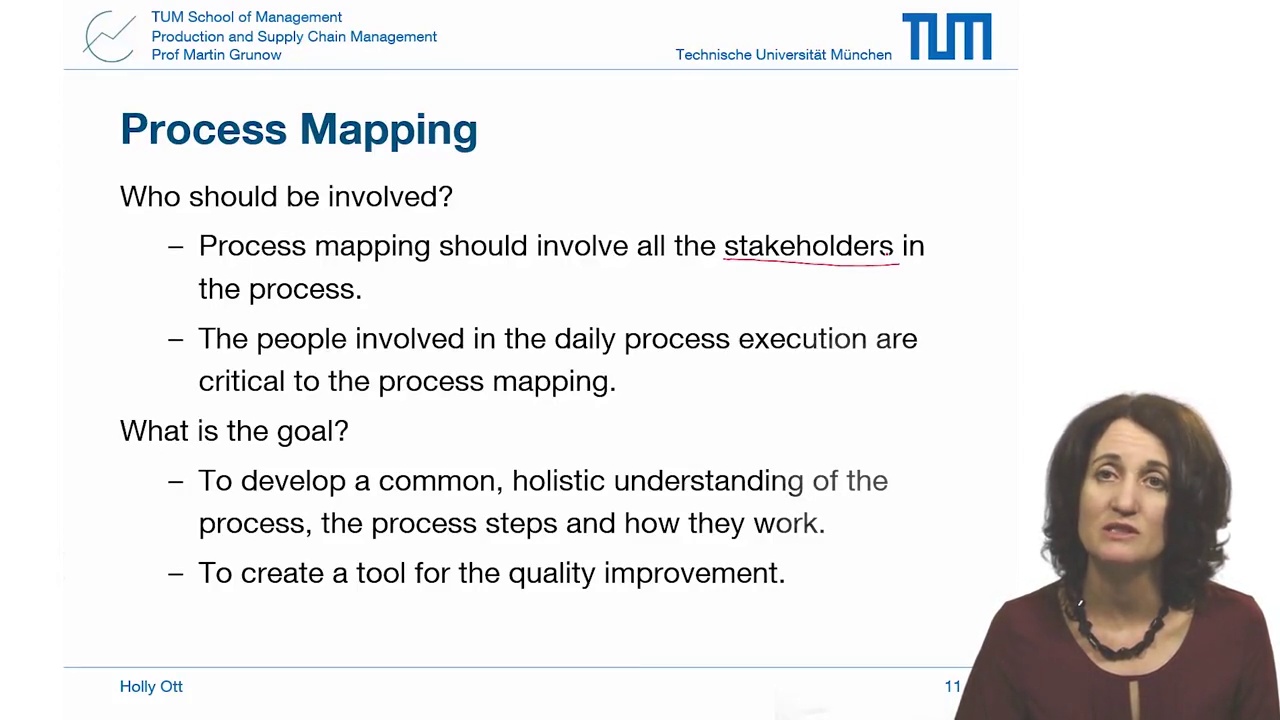 TUM School of Management
Production and Supply Chain Management
Prof Martin Grunow
Technische Universität München
TUM
Process Mapping
Who should be involved?
– Process mapping should involve all the stakeholders in
the process.
– The people involved in the daily process execution are
critical to the process mapping.
What is the goal?
– To develop a common, holistic understanding of the
process, the process steps and how they work.
– To create a tool for the quality improvement.
Holly Ott
11